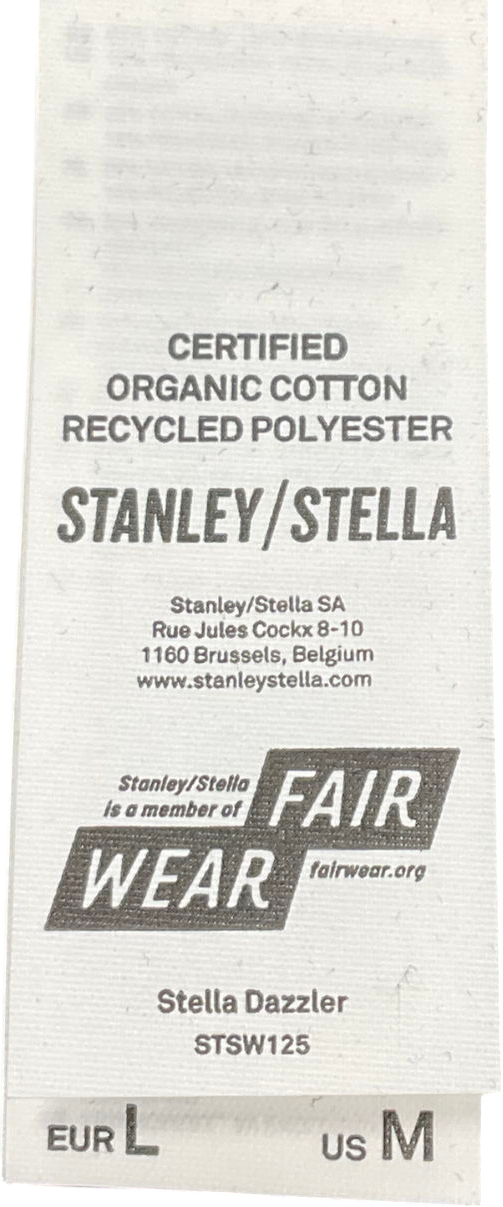 CERTIFIED
ORGANIC COTTON
RECYCLED POLYESTER
STANLEY/STELLA
Stanley/Stella SA
Rue Jules Cockx 8-10
1160 Brussels, Belgium
www.stanleystella.com
Stanley/Stella
is a member of
FAIR
WEAR
fairwear.org
Stella Dazzler
STSW125
EUR L US M